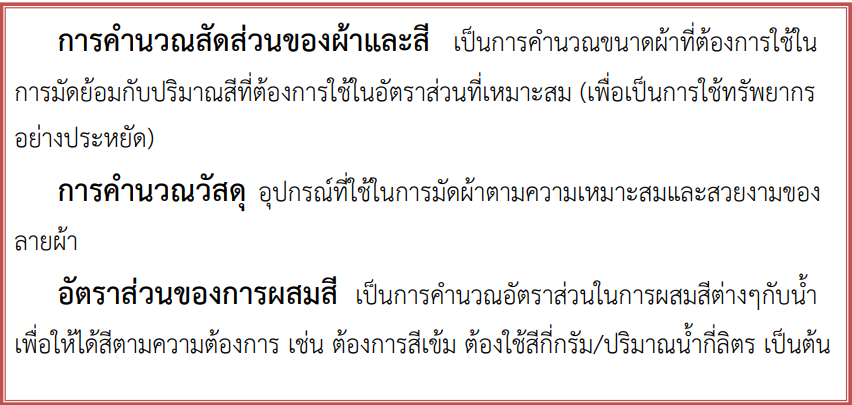 การคำนวณสัดส่วนของผ้าและสี เป็นการคำนวณขนาดผ้าที่ต้องการใช้ใน
การมัดย้อมกับปริมาณสีที่ต้องการใช้ในอัตราส่วนที่เหมาะสม (เพื่อเป็นการใช้ทรัพยากร
อย่างประหยัด)
การคำนวณวัสดุ อุปกรณ์ที่ใช้ในการมัดผ้าตามความเหมาะสมและสวยงามของ
ลายผ้า
อัตราส่วนของการผสมสี เป็นการคำนวณอัตราส่วนในการผสมสีต่างๆกับน้ำ
เพื่อให้ได้สีตามความต้องการ เช่น ต้องการสีเข้ม ต้องใช้สีกี่กรัม/ปริมาณน้ำกี่ลิตร เป็นต้น